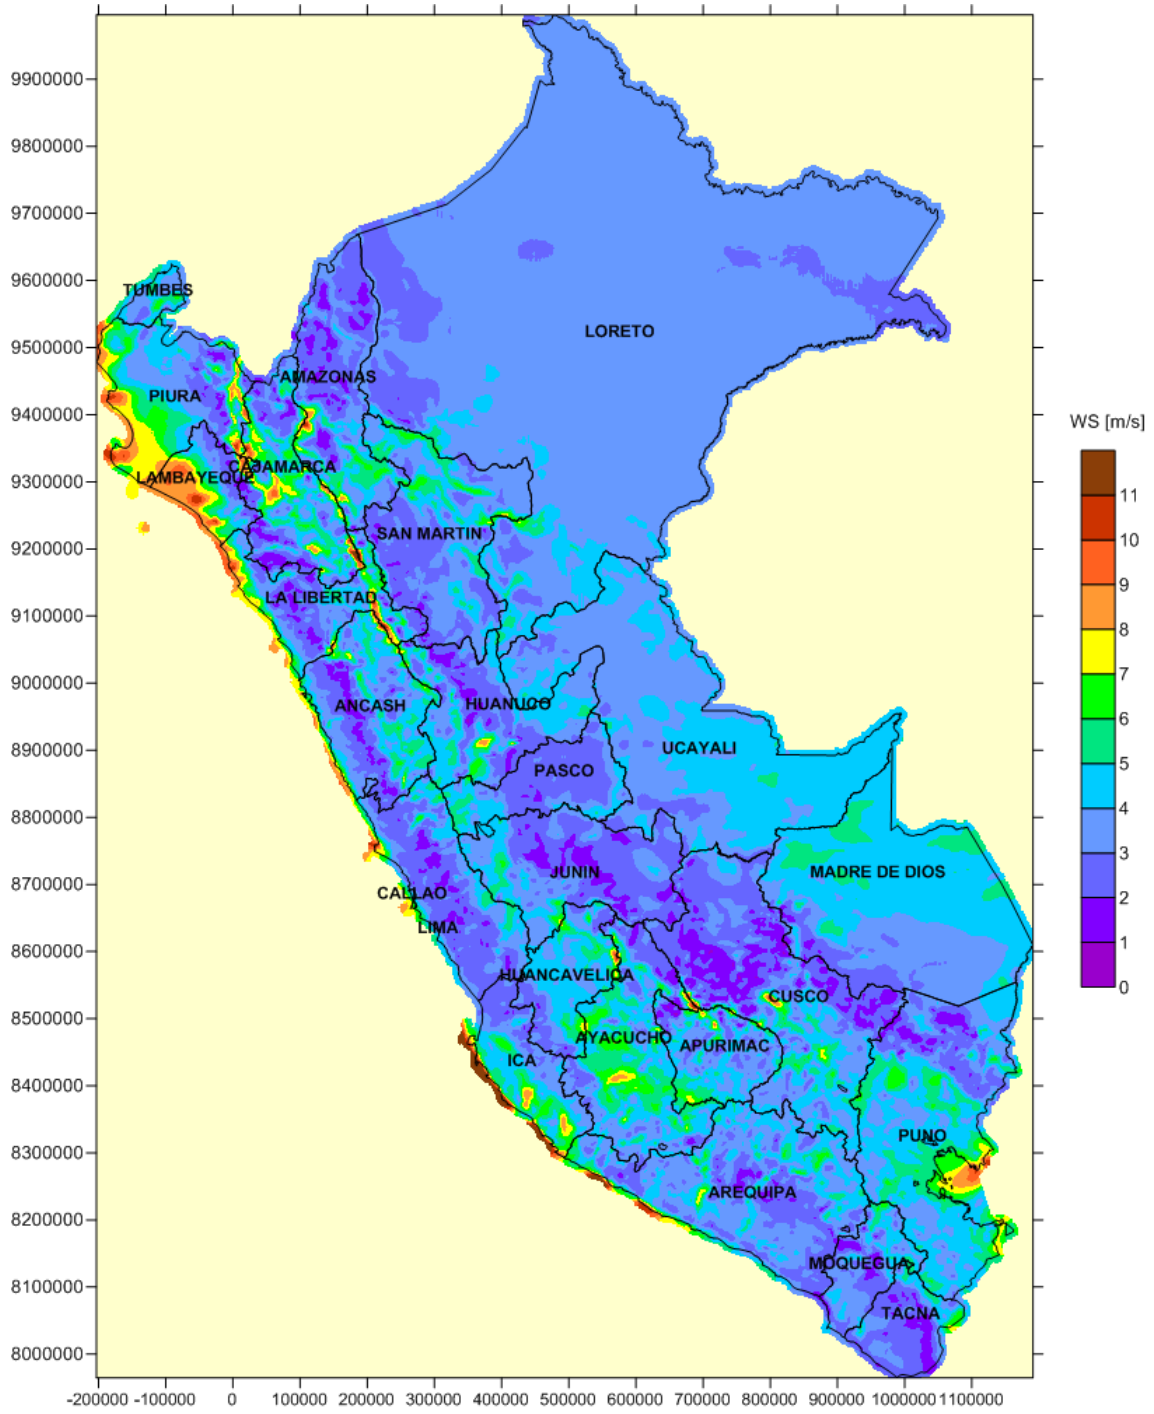 9900000
9800000
9700000
9600000
TUMBES
LORETO
9500000
AMAZONAS
PIURA
9400000
WS [m/s]
CAJAMARCA
LAMBAYEQUE
9300000
11
SAN MARTIN
10
9200000
9
LA LIBERTAD
8
9100000
7
9000000
ANCASH
HUANUCO
6
UCAYALI
8900000
PASCO
5
8800000
4
JUNIN
MADRE DE DIOS
3
CALLAO
8700000
2
LIMA
1
8600000
HUANCAVELICA
0
CUSCO
8500000
AYACUCHO
APURIMAC
ICA
8400000
PUNO
8300000
AREQUIPA
8200000
MOQUEGUA
8100000
TACNA
8000000
-200000 -100000 0 100000 200000 300000 400000 500000 600000 700000 800000 900000 1000000 1100000